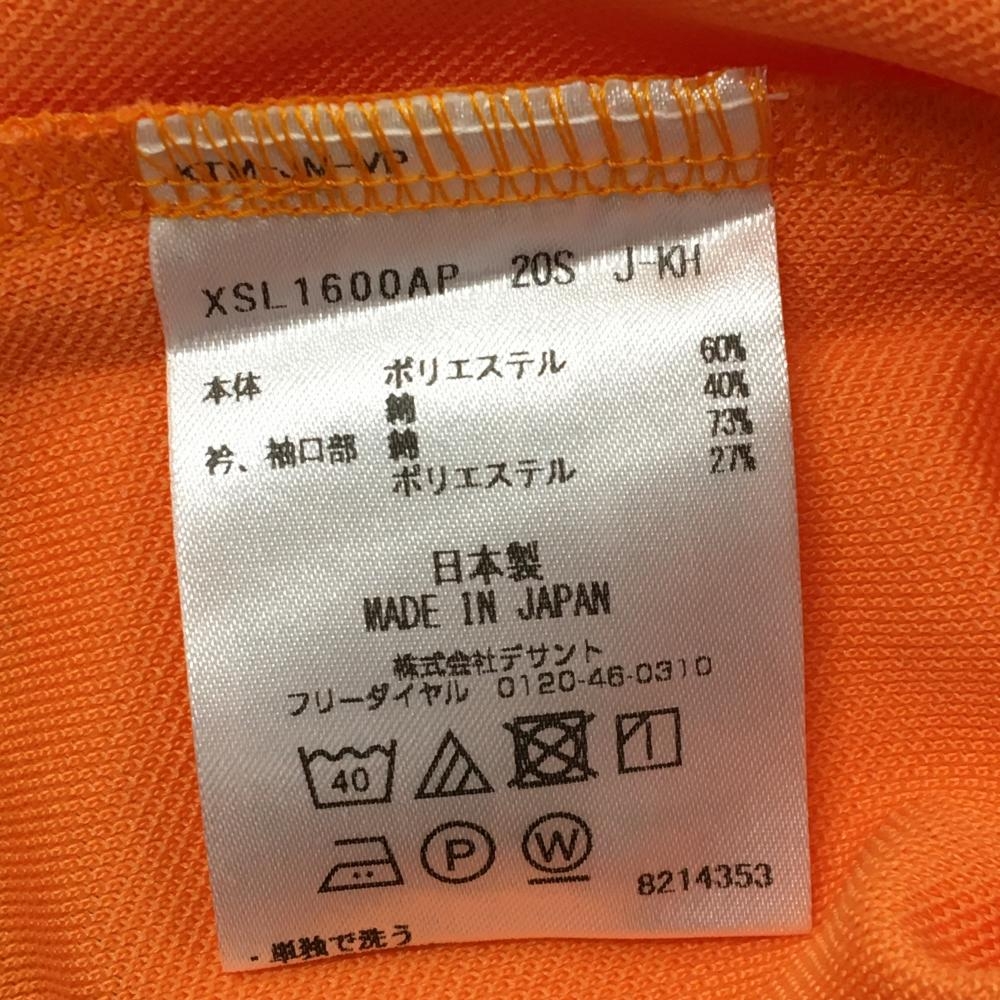 XSL1600AP 20S J-KH
本体 ポリエステル 60%
綿 40%
衿、袖口部 綿 73%
ポリエステル 27%
日本製
MADE IN JAPAN
株式会社デサント
フリーダイヤル 0120-46-0310
40
P W
8214353
・単独で洗う